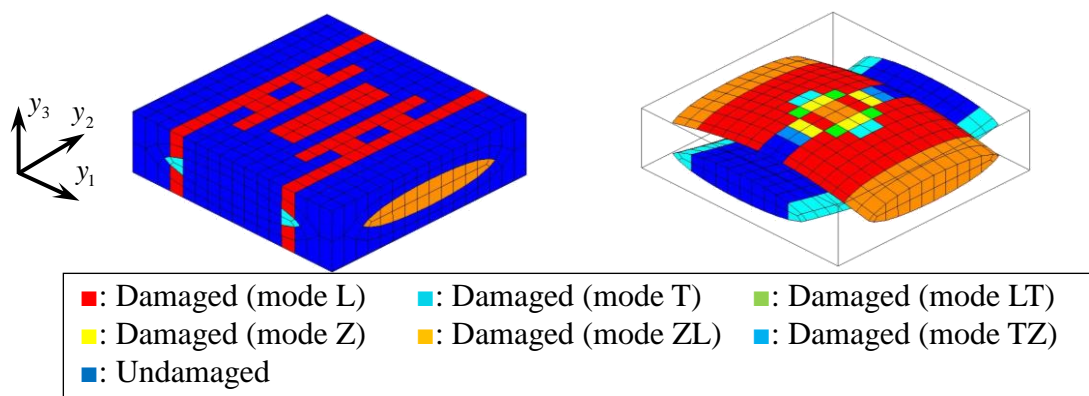 y3
y2
y1
■: Damaged (mode L) ■: Damaged (mode T) ■: Damaged (mode LT)
■: Damaged (mode Z) ■: Damaged (mode ZL) ■: Damaged (mode TZ)
■: Undamaged